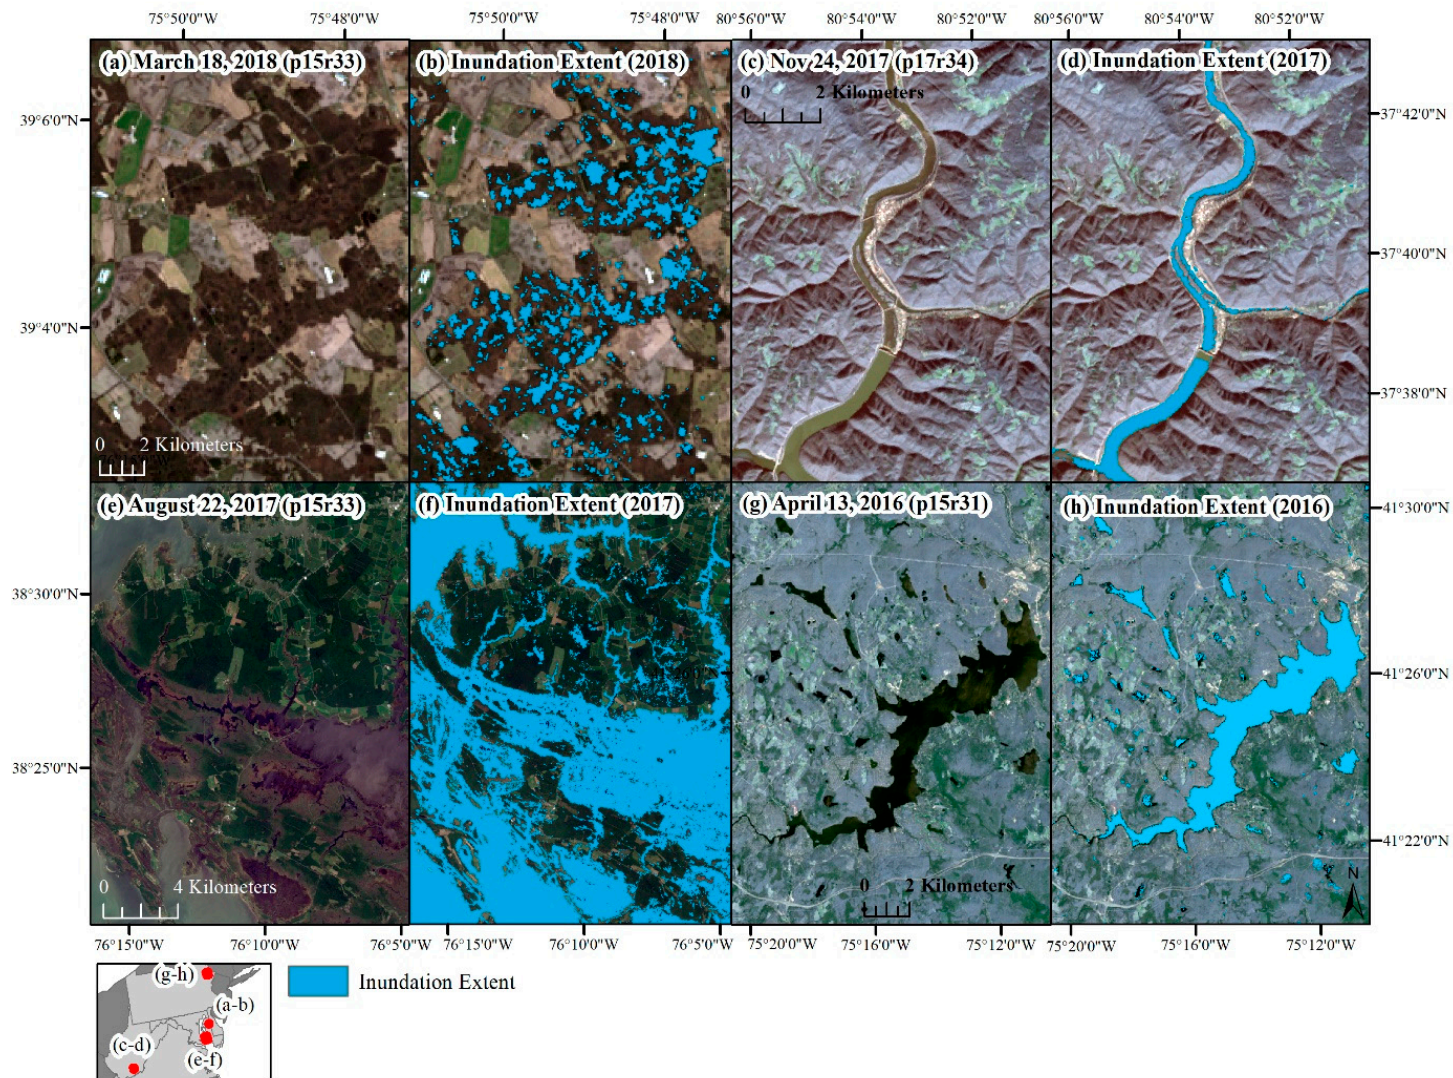 75°50'0"W 75°48'0"W 75°50'0"W 75°48'0"W 80°56'0"W 80°54'0"W 80°52'0"W 80°56'0"W 80°54'0"W 80°52'0"W
(a) March 18, 2018 (p15r33) (b) Inundation Extent (2018) (c) Nov 24, 2017 (p17r34) (d) Inundation Extent (2017)
0 2 Kilometers
39°6'0"N 37°42'0"N
37°40'0"N
39°4'0"N
37°38'0"N
0 2 Kilometers
(e) August 22, 2017 (p15r33) (f) Inundation Extent (2017) (g) April 13, 2016 (p15r31) (h) Inundation Extent (2016)
41°30'0"N
38°30'0"N
41°26'0"N
38°25'0"N
41°22'0"N
0 4 Kilometers 0 2 Kilometers N
76°15'0"W 76°10'0"W 76°5'0"W 76°15'0"W 76°10'0"W 76°5'0"W 75°20'0"W 75°16'0"W 75°12'0"W 75°20'0"W 75°16'0"W 75°12'0"W
(g-h)
Inundation Extent
(a-b)
(c-d)
(e-f)